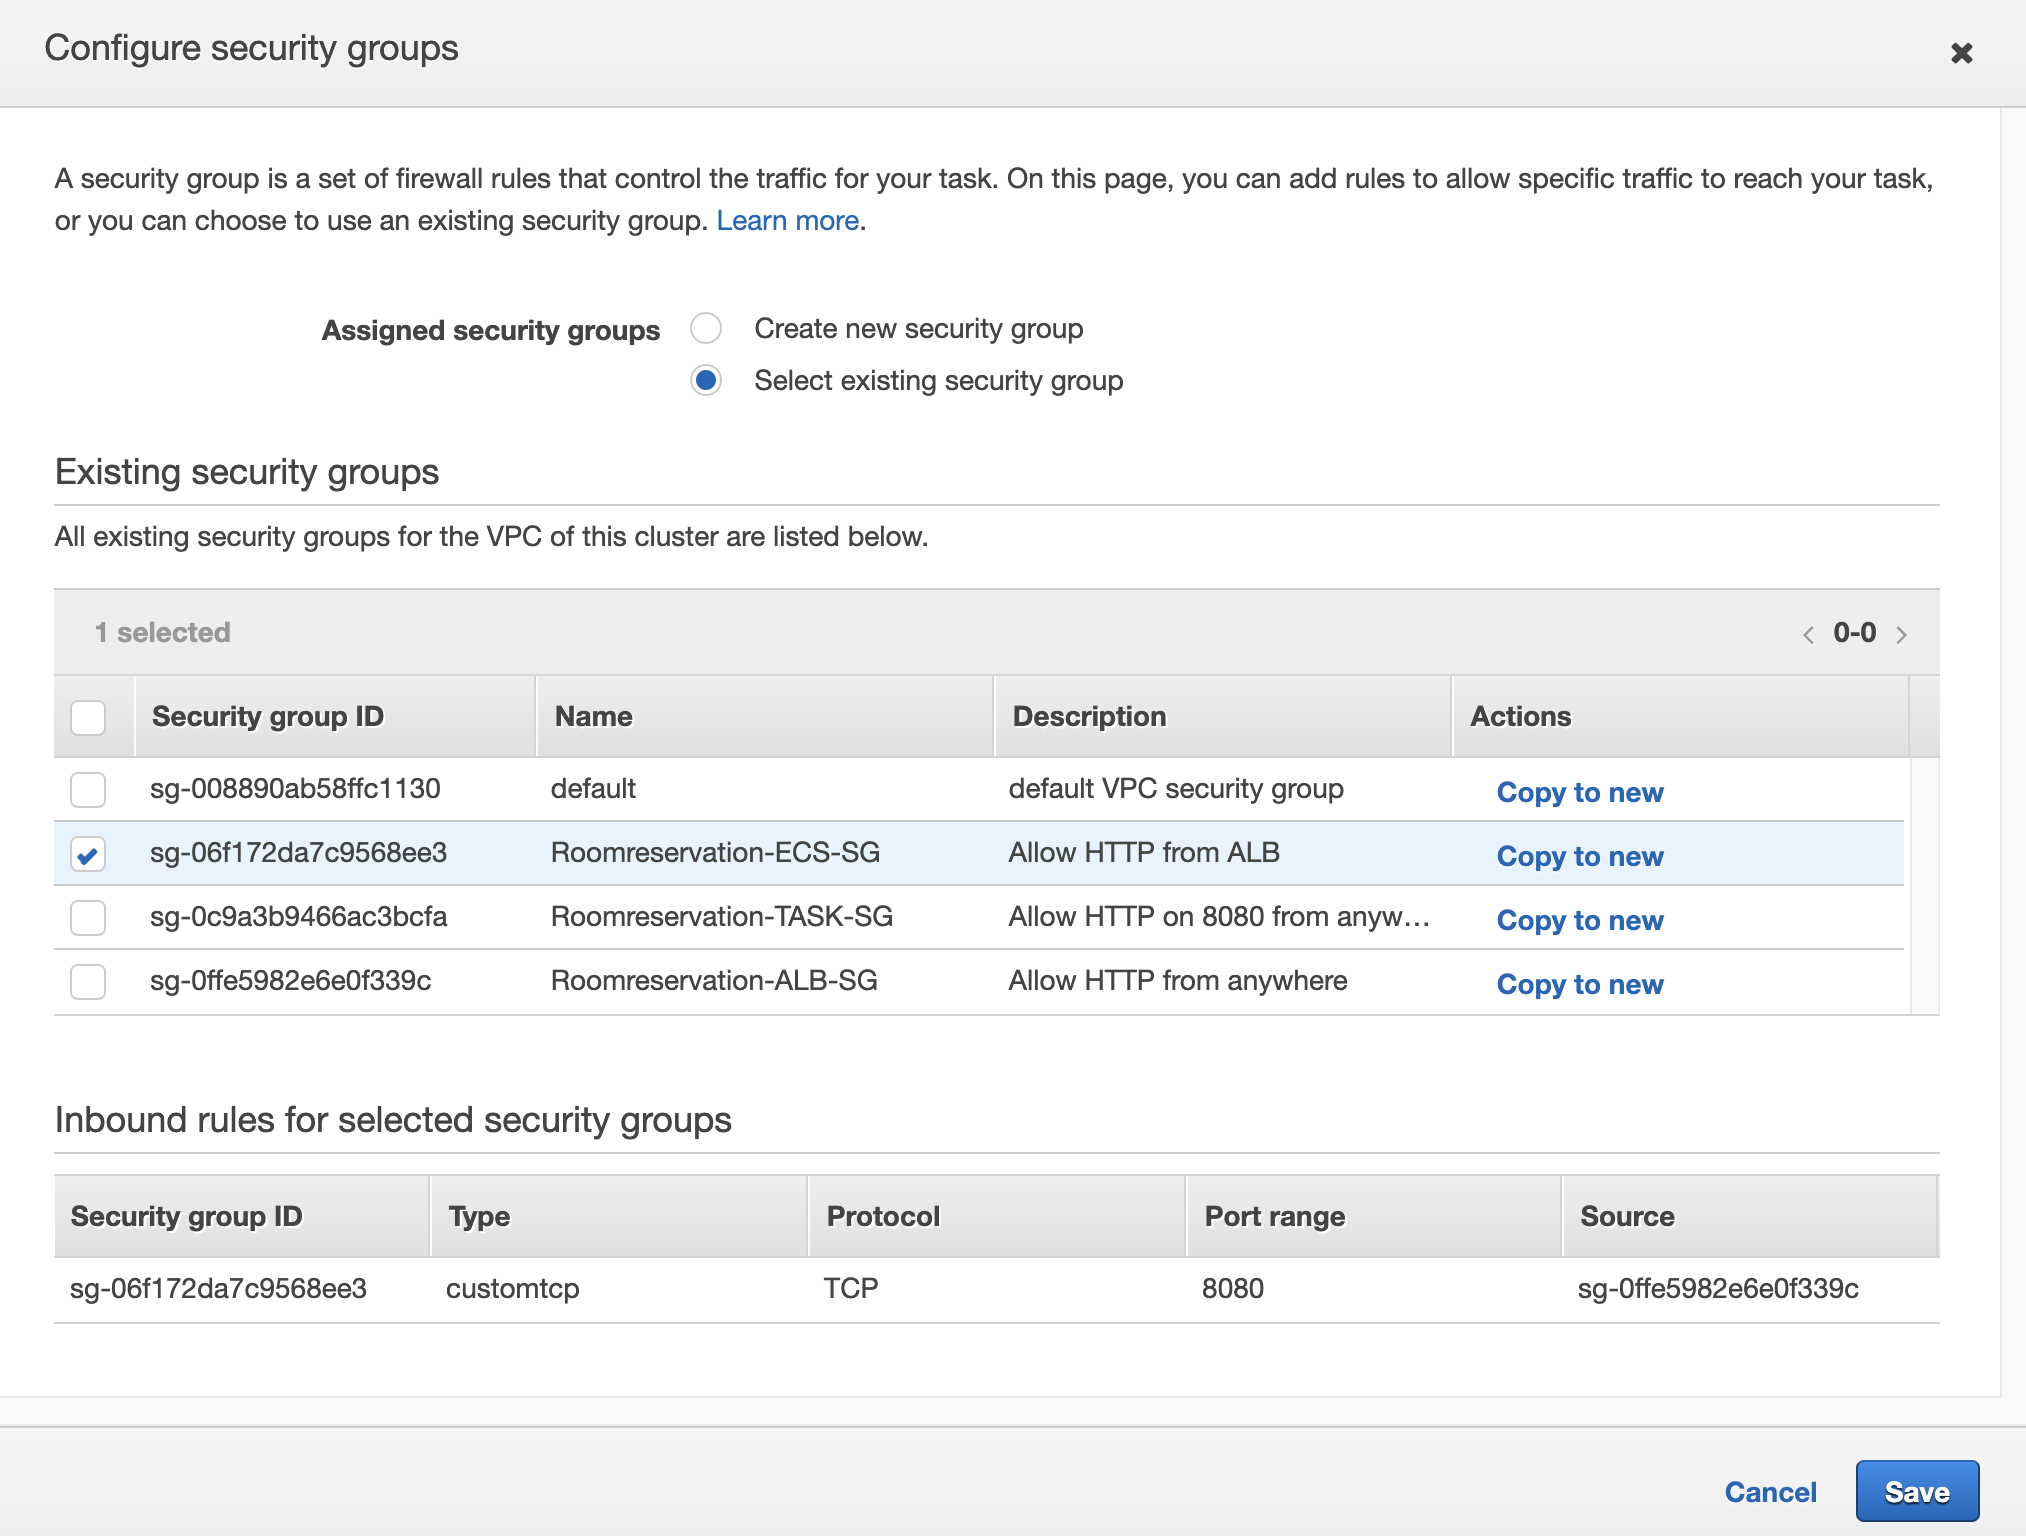 Configure security groups
A security group is a set of firewall rules that control the traffic for your task. On this page, you can add rules to allow specific traffic to reach your task,
or you can choose to use an existing security group. Learn more.
Assigned security groups
Create new security group
Select existing security group
Existing security groups
All existing security groups for the VPC of this cluster are listed below.
1 selected 0-0
Security group ID Name Description Actions
sg-008890ab58ffc1130 default default VPC security group Copy to new
sg-06f172da7c9568ee3 Roomreservation-ECS-SG Allow HTTP from ALB Copy to new
sg-0c9a3b9466ac3bcfa Roomreservation-TASK-SG Allow HTTP on 8080 from anyw... Copy to new
sg-0ffe5982e6e0f339c Roomreservation-ALB-SG Allow HTTP from anywhere Copy to new
Inbound rules for selected security groups
Security group ID Type Protocol Port range Source
sg-06f172da7c9568ee3 customtcp TCP 8080 sg-0ffe5982e6e0f339c
Cancel Save